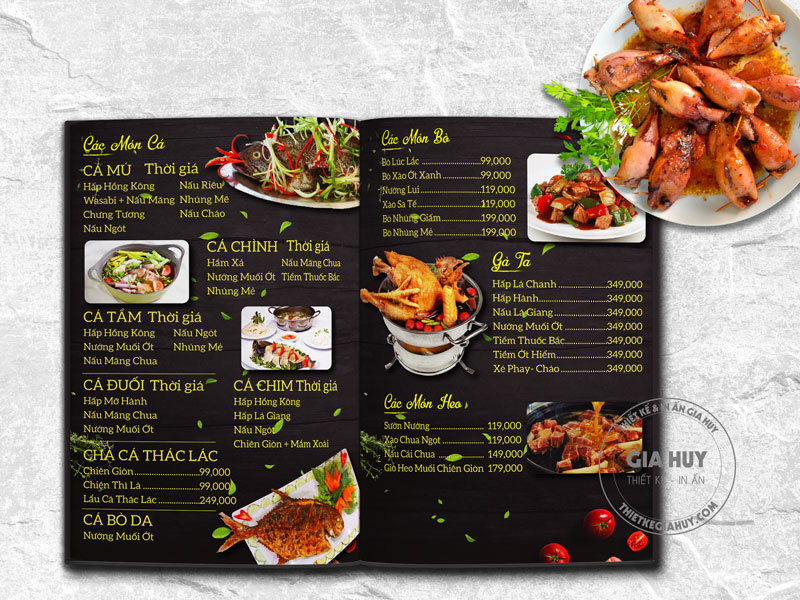 Các Món Cá
CÁ MÚ Thời giá
Hấp Hồng Kông
Wasabi + Nấu Măng
Chưng Tương
Nấu Ngót
Nấu Riêu
Nhúng Mẻ
Nấu Cháo
CÁ CHÌNH Thời giá
Hầm Xả
Nướng Muối Ớt
Nhúng Mẻ
Nấu Măng Chua
Tiềm Thuốc Bắc
CÁ TẦM Thời giá
Hấp Hồng Kông
Nướng Muối Ớt
Nấu Măng Chua
Nấu Ngót
Nhúng Mẻ
CÁ ĐUỐI Thời giá
Hấp Mỡ Hành
Nấu Măng Chua
Nướng Muối Ớt
CÁ CHIM Thời giá
Hấp Hồng Kông
Hấp Lá Giang
Nấu Ngót
Chiên Giòn + Mắm Xoài
CHẢ CÁ THÁC LÁC
Chiên Giòn 99,000
Chiện Thì Là 99,000
Lẩu Cá Thác Lác 249,000
CÁ BÒ DA
Nướng Muối Ớt
Các Món Bò
Bò Lúc Lắc 99,000
Bò Xào Ớt Xanh 99,000
Nướng Lụi 119,000
Xào Sa Tế 119,000
Bò Nhúng Giấm 199,000
Bò Nhúng Mẻ 199,000
Gà Ta
Hấp Lá Chanh 349,000
Hấp Hành 349,000
Nấu Lá Giang 349,000
Nướng Muối Ớt 349,000
Tiềm Thuốc Bắc 349,000
Tiềm Ớt Hiểm 349,000
Xé Phay- Cháo 349,000
Các Món Heo
Sườn Nướng 119,000
Xào Chua Ngọt 119,000
Nấu Cải Chua 149,000
Giò Heo Muối Chiên Giòn 179,000
THIẾT KẾ & IN ẤN GIA HUY
GIA HUY
THIẾT KẾ - IN ẤN
THIETKEGIAHUY.COM